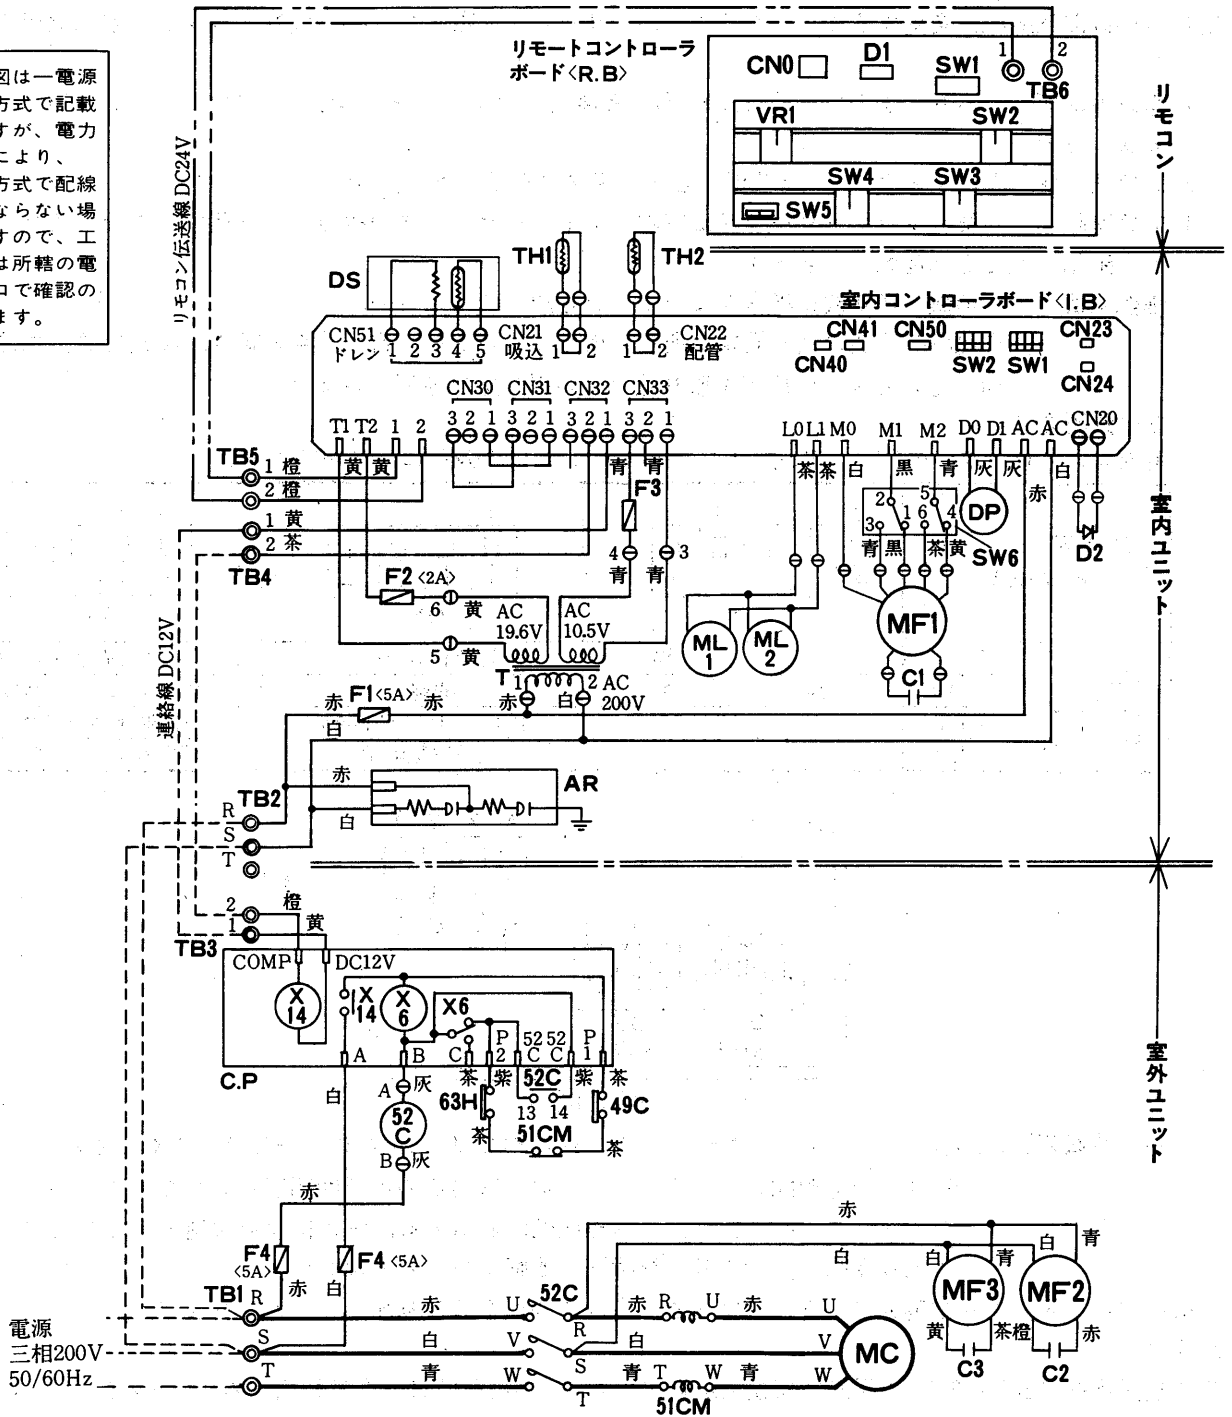 図は一電源
方式で記載
すが、電力
により、
方式で配線
ならない場
すので、工
は所轄の電
口で確認の
ます。
リモートコントローラ
ボード〈R.B〉
CN0
D1
SW1
1
2
TB6
VR1
SW2
SW4
SW3
SW5
リモコン
リモコン伝送線 DC24V
DS
TH1
TH2
室内コントローラボード〈I.B〉
CN51
ドレン
1 2 3 4 5
CN21
吸込
1 2
1 2
CN22
配管
CN41
CN50
CN40
SW2
SW1
CN23
CN24
CN30
CN31
CN32
CN33
3 2 1 3 2 1 3 2 1 3 2 1
T1 T2 1 2
L0 L1 M0 M1 M2 D0 D1 AC AC
CN20
TB5
1 橙
2 橙
黄 黄
青 青
茶 茶 白 黒 青 灰 灰 赤 白
1 黄
2 茶
TB4
F3
4
3
青 青
2
5
3 1 6 4
青 黒 茶 黄
SW6
DP
D2
室内ユニット
F2〈2A〉
6 黄
5 黄
AC
19.6V
AC
10.5V
T
1
2
AC
200V
ML
1
ML
2
MF1
C1
連絡線 DC12V
赤
F1〈5A〉
赤
赤
白
白
赤
白
AR
TB2
R
S
T
2
橙
1
黄
TB3
COMP
DC12V
X
14
X
14
X
6
X6
A B C
P
2
52
C
52
C
P
1
C.P
白
A 灰
茶 紫
52C
紫 茶
63H
13 14
49C
52
C
51CM
茶
茶
B 灰
赤
室外ユニット
F4
〈5A〉
F4〈5A〉
赤
白
TB1
R
S
T
電源
三相200V
50/60Hz
赤
白
青
U
V
W
52C
R
S
T
赤
白
青
R U
T W
51CM
赤
青
U
V
W
MC
赤
白
白
青
白
青
MF3
MF2
黄
茶
橙
赤
C3
C2